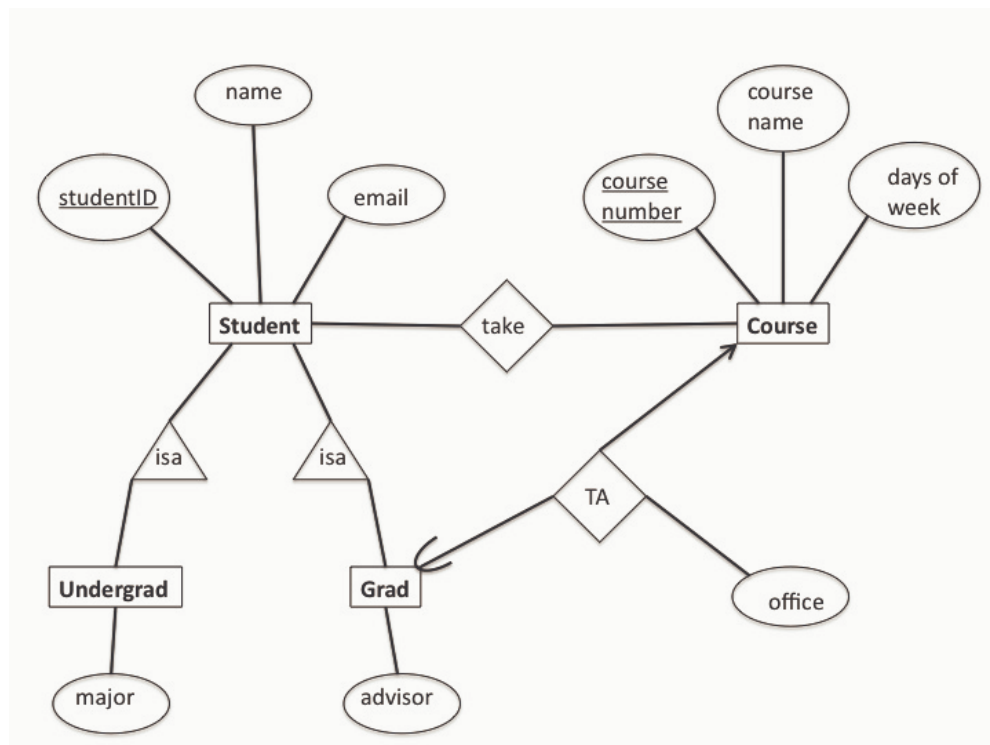 name
course
name
studentID
email
course
number
days of
week
Student
take
Course
isa
isa
TA
Undergrad
Grad
office
major
advisor